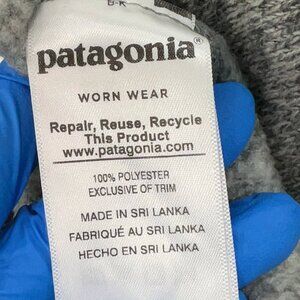 patagonia®
WORN WEAR
Repair, Reuse, Recycle
This Product
www.patagonia.com
100% POLYESTER
EXCLUSIVE OF TRIM
MADE IN SRI LANKA
FABRIQUÉ AU SRI LANKA
HECHO EN SRI LANKA